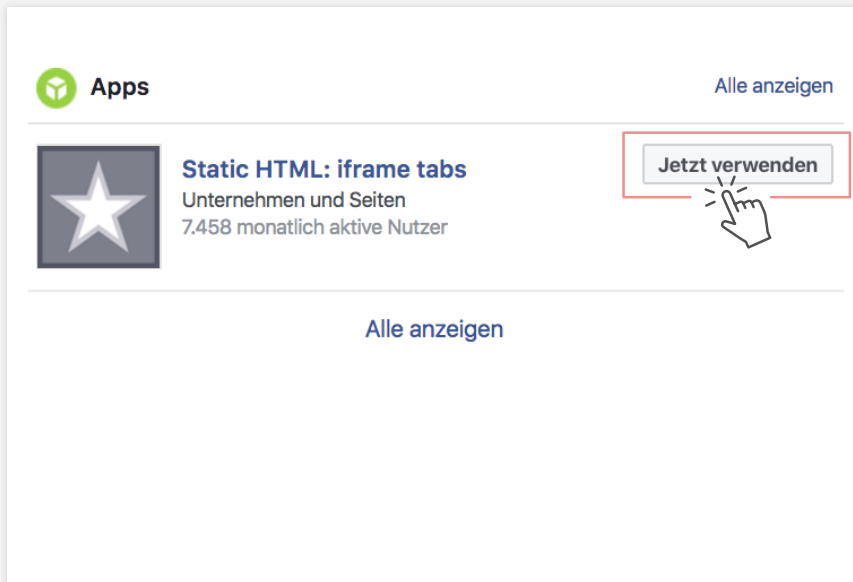 Apps
Alle anzeigen
Static HTML: iframe tabs
Jetzt verwenden
Unternehmen und Seiten
7.458 monatlich aktive Nutzer
Alle anzeigen